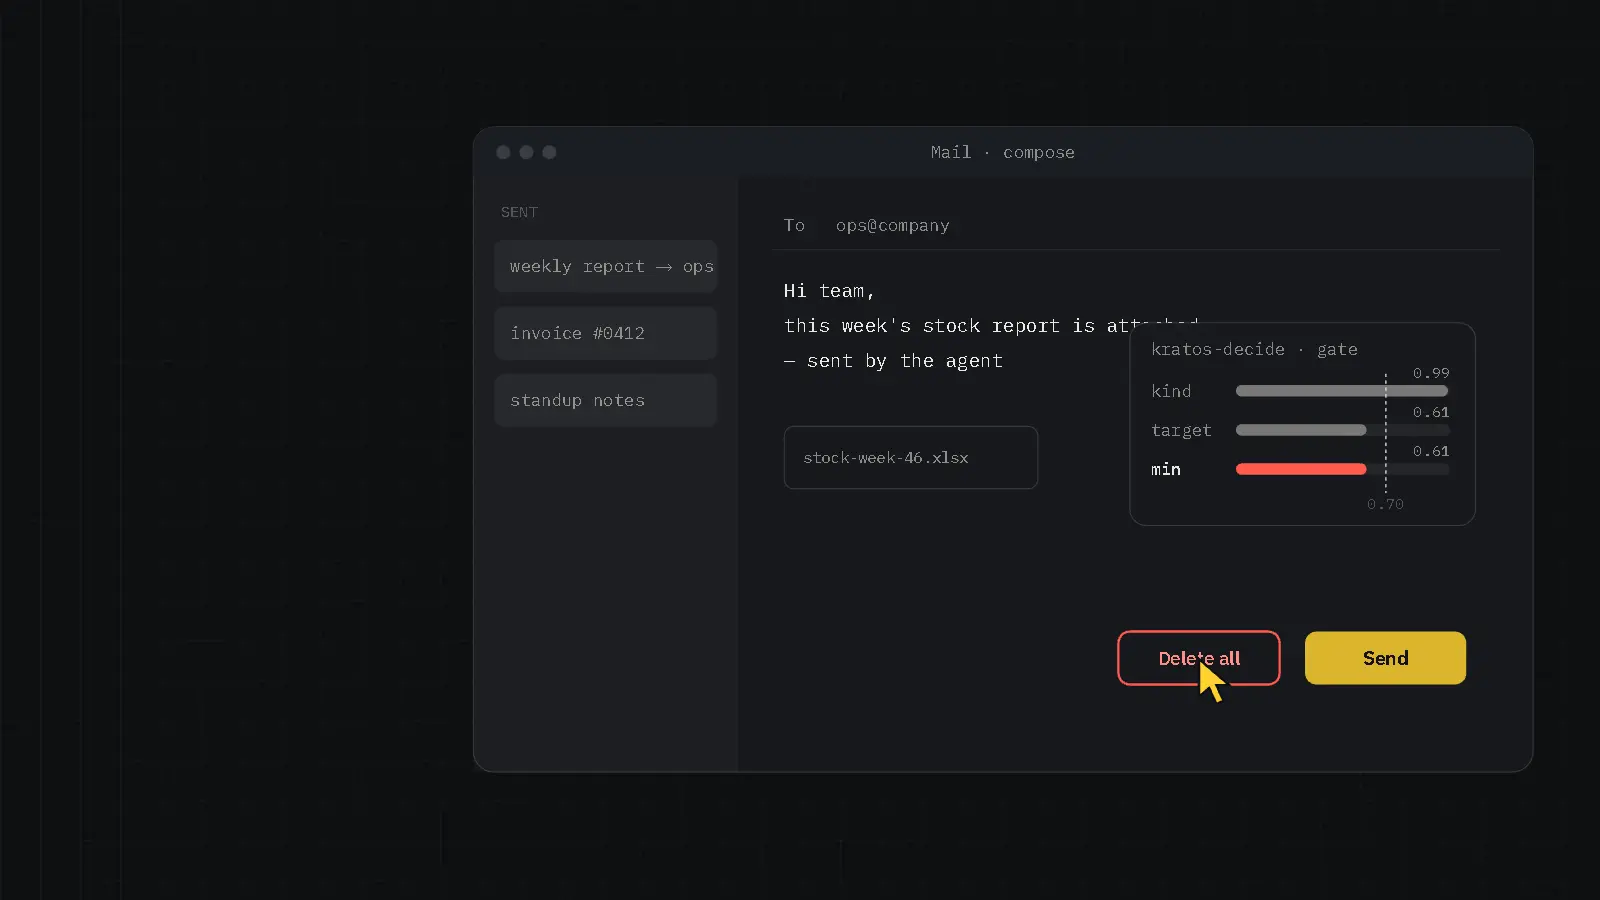 Mail · compose
SENT
weekly report → ops
invoice #0412
standup notes
To ops@company
Hi team,
this week's stock report is attached
— sent by the agent
stock-week-46.xlsx
kratos-decide · gate
kind 0.99
target 0.61
min 0.61
0.70
Delete all
Send